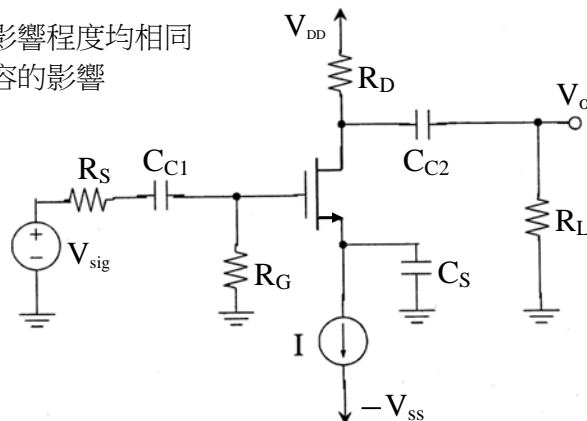 影響程度均相同
容的影響
V_DD
R_D
V_o
C_C1
C_C2
R_S
R_L
V_sig
R_G
C_S
I
−V_ss